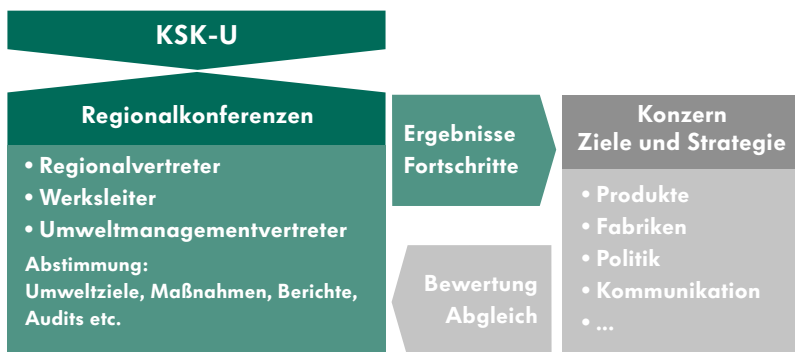 KSK-U
Regionalkonferenzen
• Regionalvertreter
• Werksleiter
• Umweltmanagementvertreter
Abstimmung:
Umweltziele, Maßnahmen, Berichte,
Audits etc.
Ergebnisse
Fortschritte
Bewertung
Abgleich
Konzern
Ziele und Strategie
• Produkte
• Fabriken
• Politik
• Kommunikation
• ...